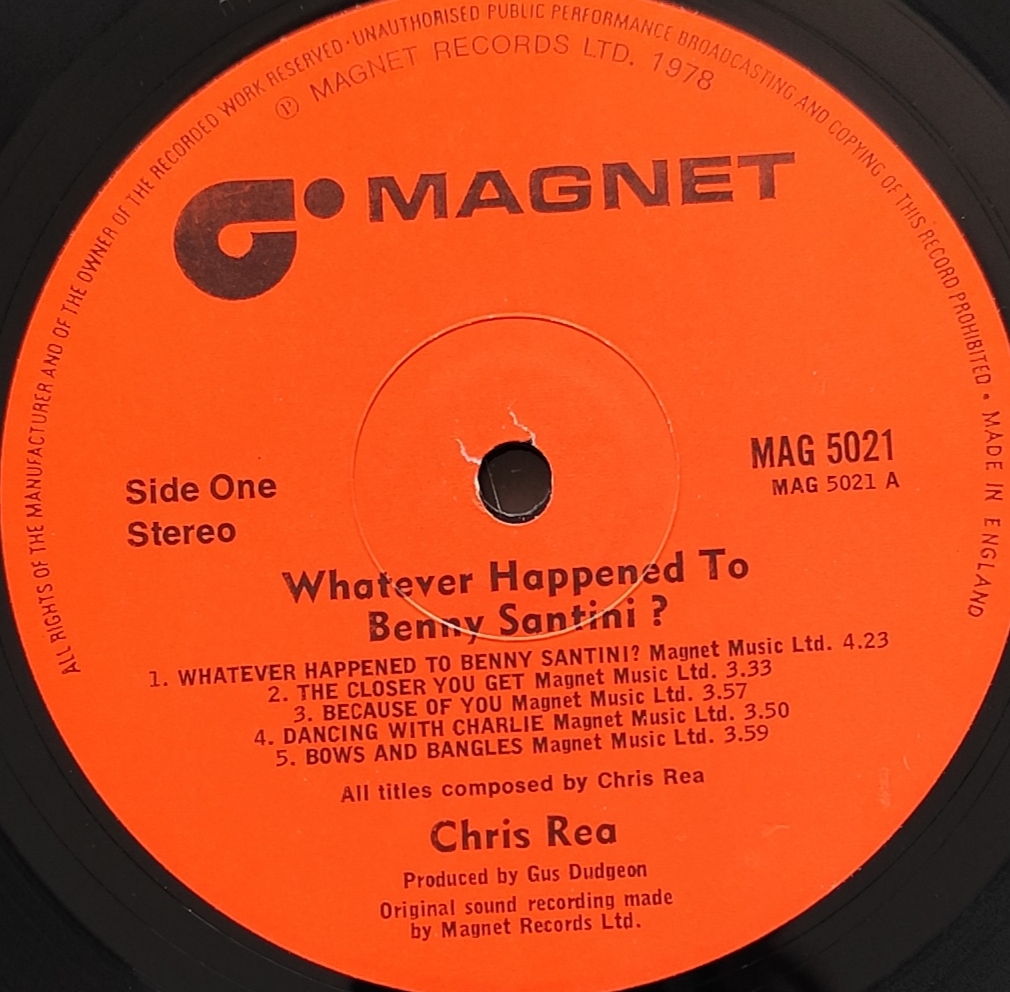 ALL RIGHTS OF THE MANUFACTURER AND OF THE OWNER OF THE RECORDED WORK RESERVED · UNAUTHORISED PUBLIC PERFORMANCE BROADCASTING AND COPYING OF THIS RECORD PROHIBITED • MADE IN ENGLAND
℗ MAGNET RECORDS LTD. 1978
MAGNET
MAG 5021
MAG 5021 A
Side One
Stereo
Whatever Happened To
Benny Santini ?
1. WHATEVER HAPPENED TO BENNY SANTINI? Magnet Music Ltd. 4.23
2. THE CLOSER YOU GET Magnet Music Ltd. 3.33
3. BECAUSE OF YOU Magnet Music Ltd. 3.57
4. DANCING WITH CHARLIE Magnet Music Ltd. 3.50
5. BOWS AND BANGLES Magnet Music Ltd. 3.59
All titles composed by Chris Rea
Chris Rea
Produced by Gus Dudgeon
Original sound recording made
by Magnet Records Ltd.